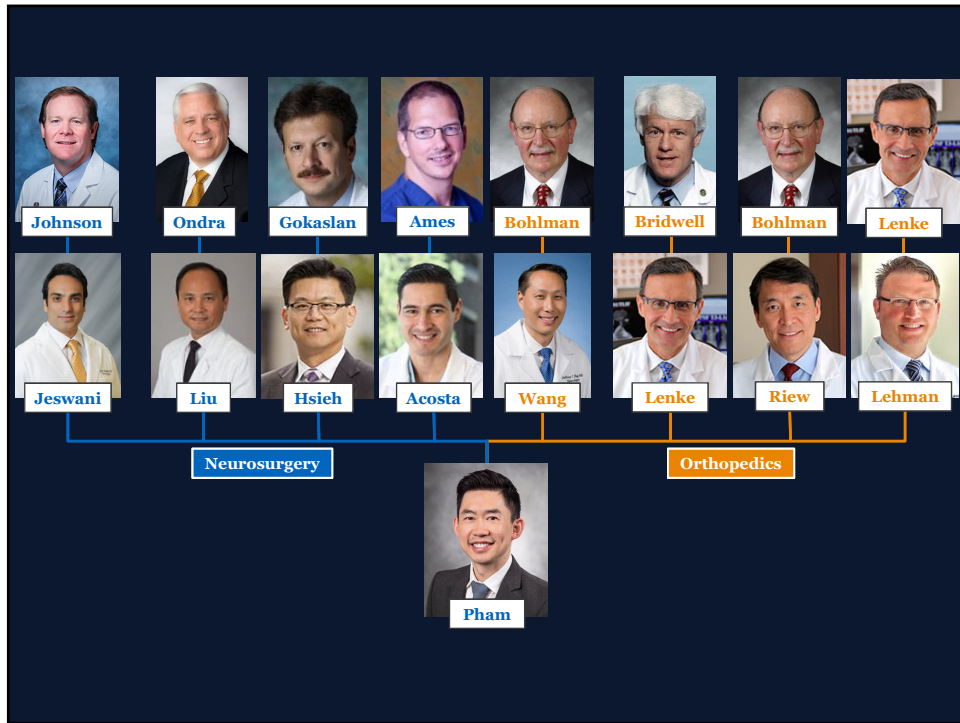 Johnson
Ondra
Gokaslan
Ames
Bohlman
Bridwell
Bohlman
Lenke
Jeswani
Liu
Hsieh
Acosta
Wang
Lenke
Riew
Lehman
Neurosurgery
Orthopedics
Pham